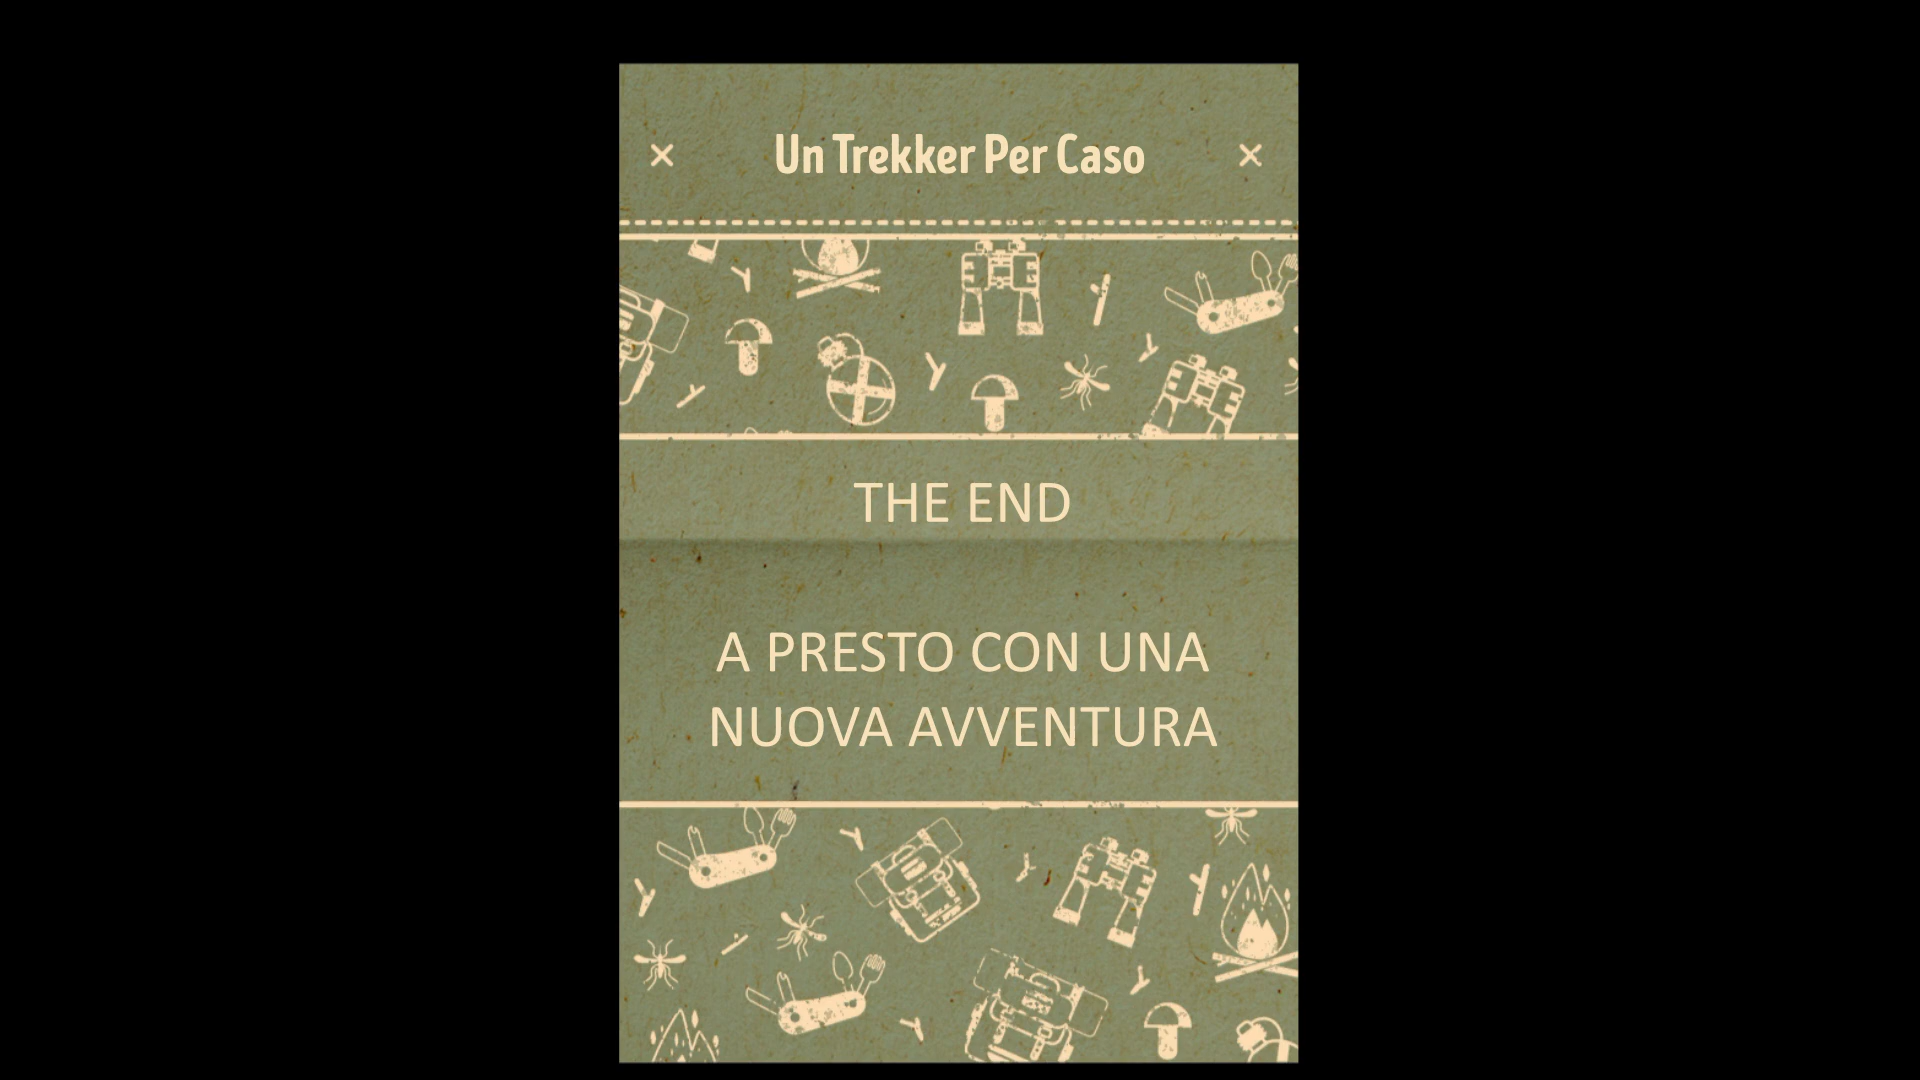 Un Trekker Per Caso
THE END
A PRESTO CON UNA
NUOVA AVVENTURA